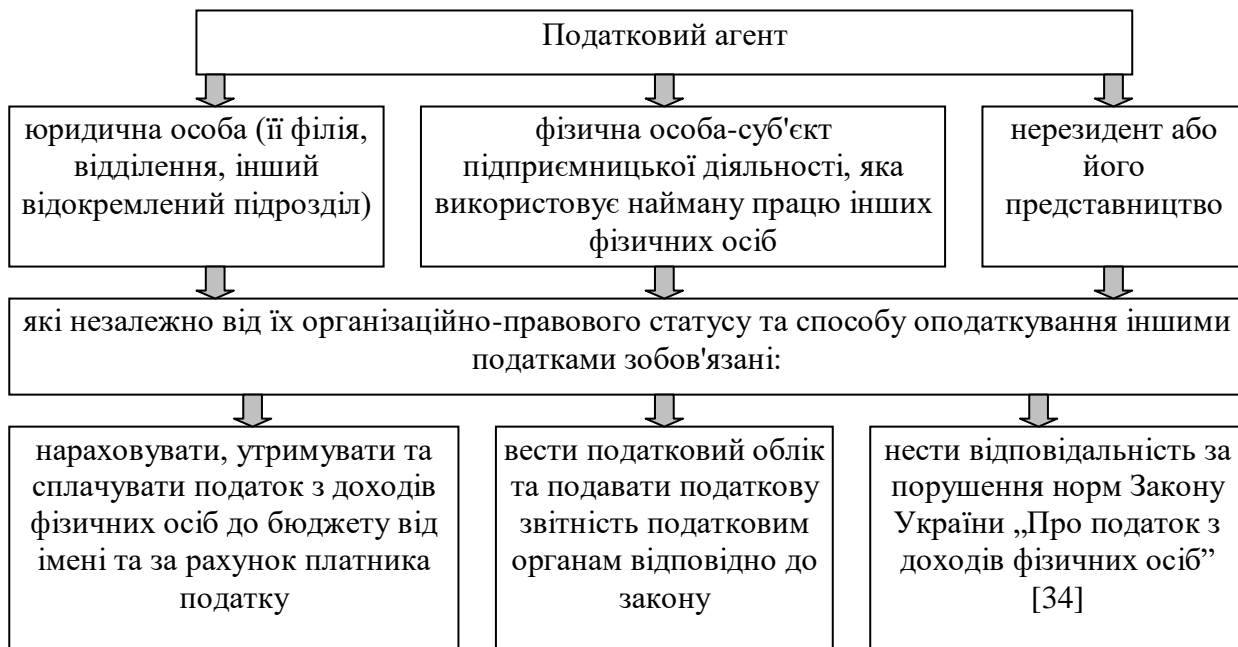 Податковий агент
юридична особа (її філія,
відділення, інший
відокремлений підрозділ)
фізична особа-суб'єкт
підприємницької діяльності, яка
використовує найману працю інших
фізичних осіб
нерезидент або
його
представництво
які незалежно від їх організаційно-правового статусу та способу оподаткування іншими
податками зобов'язані:
нараховувати, утримувати та
сплачувати податок з доходів
фізичних осіб до бюджету від
імені та за рахунок платника
податку
вести податковий облік
та подавати податкову
звітність податковим
органам відповідно до
закону
нести відповідальність за
порушення норм Закону
України „Про податок з
доходів фізичних осіб”
[34]